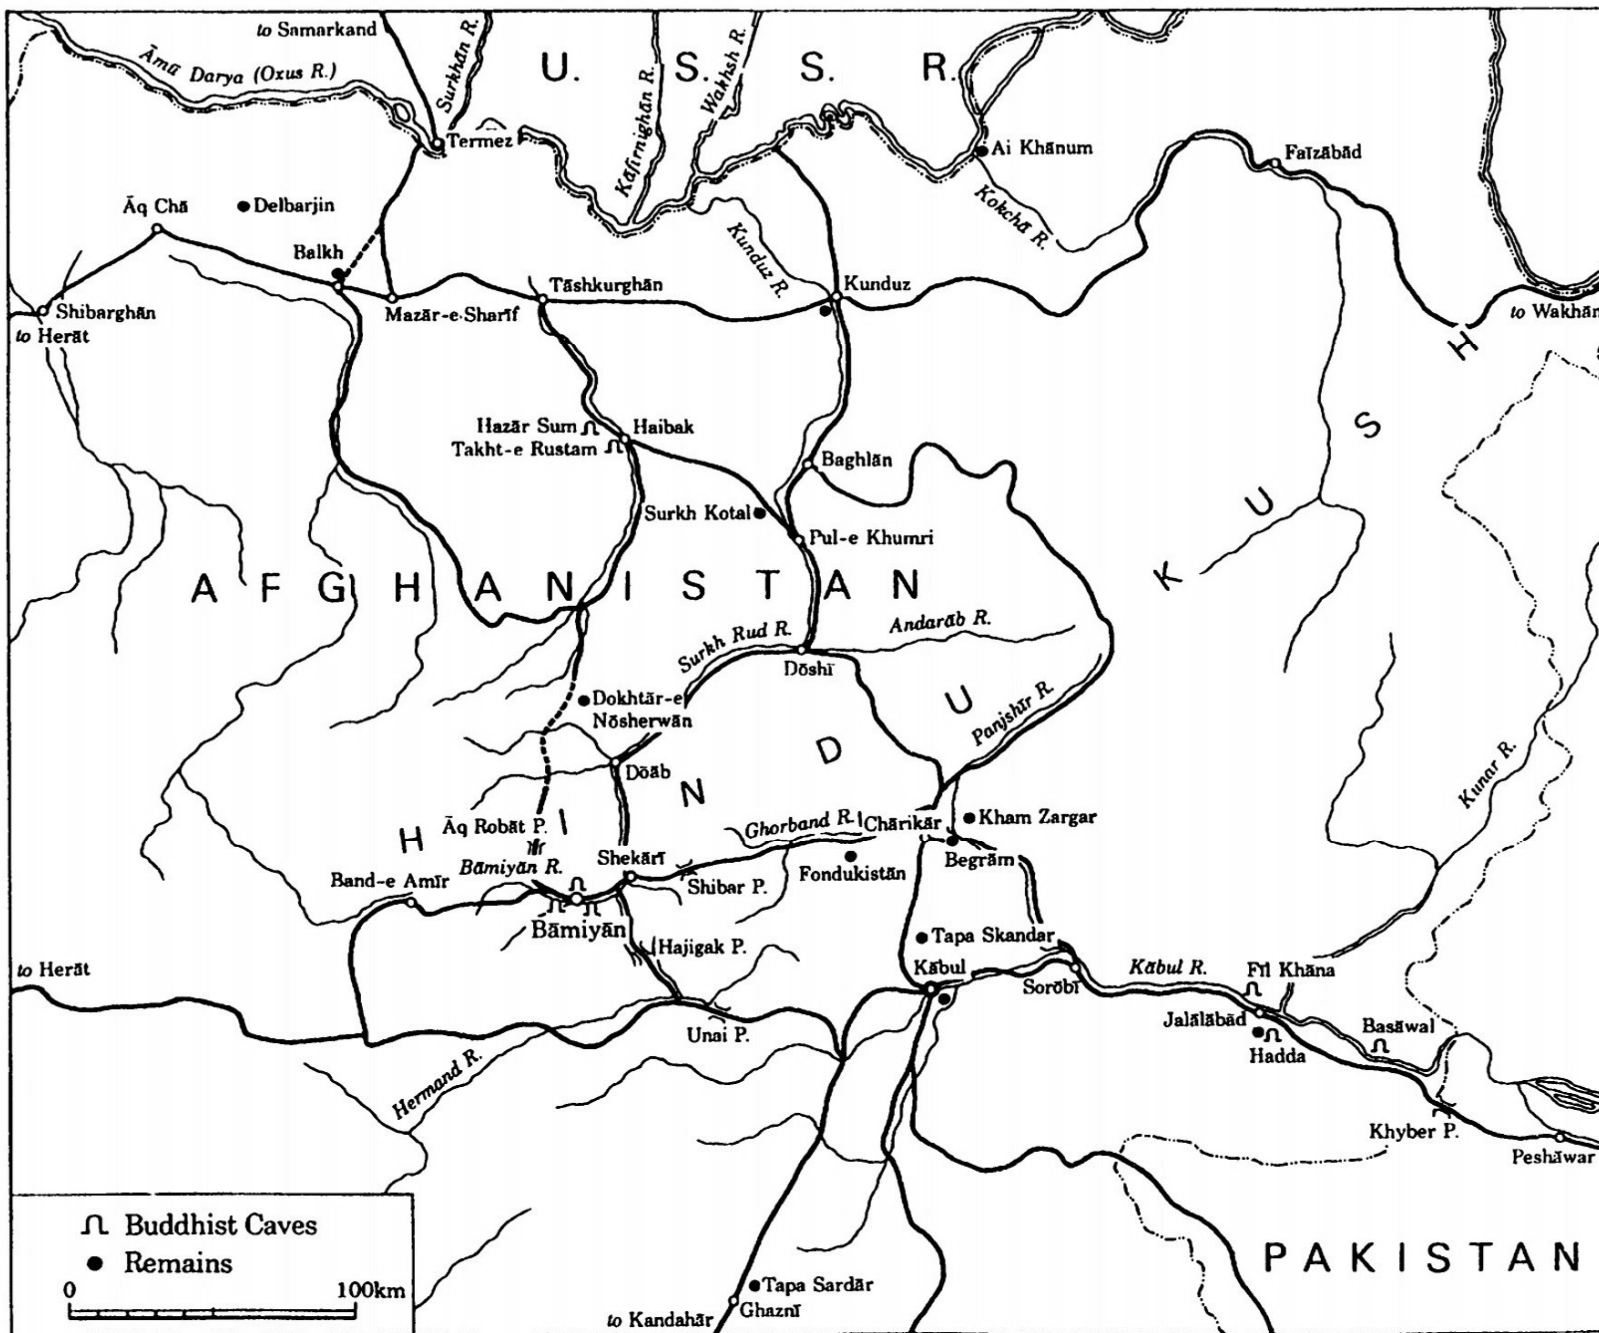 to Samarkand
Surkhān R.
U. S. S. R.
Āmū Darya (Oxus R.)
Kāfirnighān R.
Wakhsh R.
Termez
Ai Khānum
Faīzābād
Āq Chā
Delbarjin
Kokchā R.
Balkh
Kunduz R.
Tāshkurghān
Kunduz
Shibarghān
Mazār-e-Sharīf
to Wakhān
to Herāt
Hazār Sum
Haibak
Takht-e Rustam
Baghlān
Surkh Kotal
Pul-e Khumri
AFGHANISTAN
HINDU KUSH
Surkh Rud R.
Andarāb R.
Dōshī
Dokhtār-e
Nōsherwān
Panjshīr R.
Dōāb
Kunar R.
Āq Robāt P.
Ghorband R.
Chārikār
Kham Zargar
Bāmiyān R.
Shekārī
Begrām
Band-e Amīr
Shibar P.
Fondukistān
Bāmiyān
Hajigak P.
Tapa Skandar
to Herāt
Kābul
Sorōbī
Kābul R.
Fīl Khāna
Unai P.
Jalālābād
Basāwal
Hadda
Hermand R.
Khyber P.
Peshāwar
Buddhist Caves
Remains
0 100km
PAKISTAN
Tapa Sardār
Ghaznī
to Kandahār